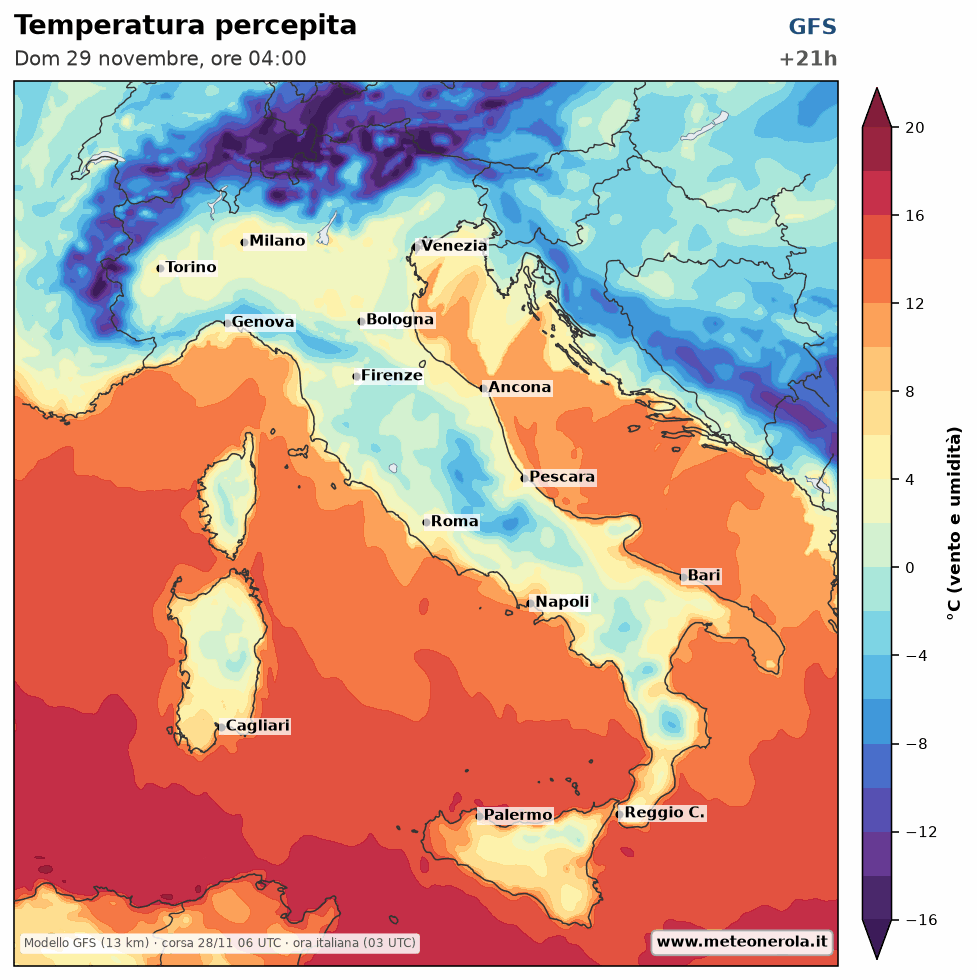 Temperatura percepita
GFS
Dom 29 novembre, ore 04:00
+21h
Milano
Venezia
Torino
Genova
Bologna
Firenze
Ancona
Pescara
Roma
Bari
Napoli
Cagliari
Palermo
Reggio C.
20
16
12
8
4
0
−4
−8
−12
−16
°C (vento e umidità)
Modello GFS (13 km) · corsa 28/11 06 UTC · ora italiana (03 UTC)
www.meteonerola.it